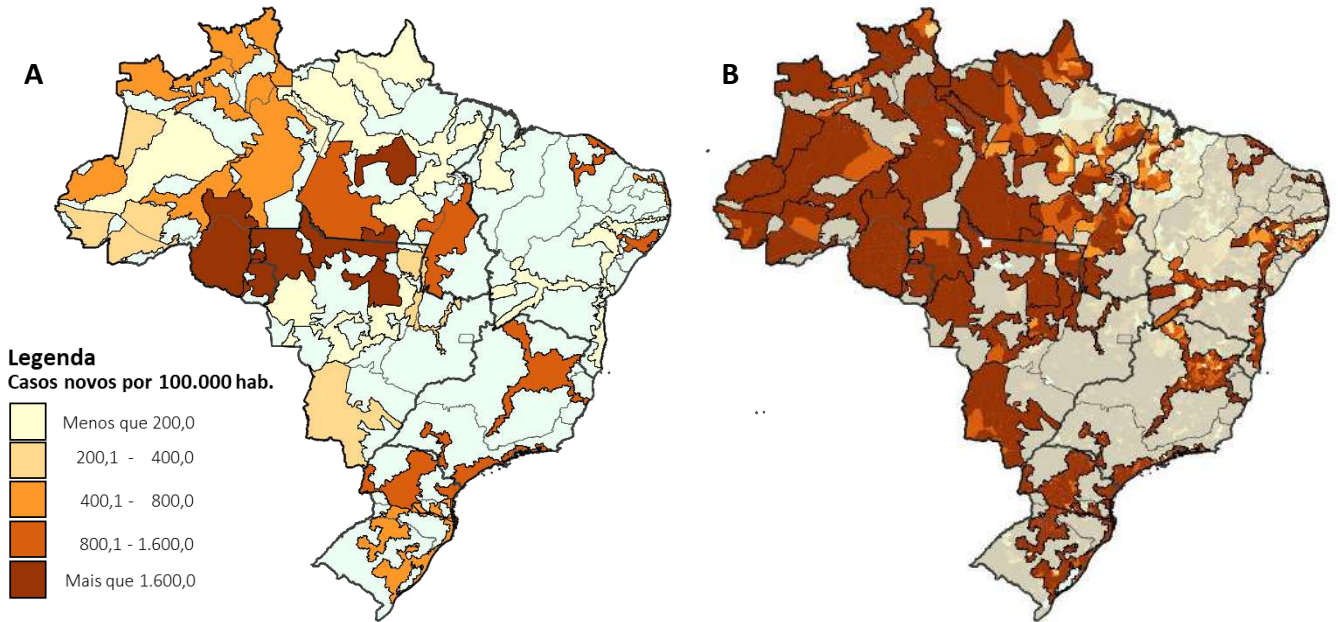 A
B
Legenda
Casos novos por 100.000 hab.
Menos que 200,0
200,1 - 400,0
400,1 - 800,0
800,1 - 1.600,0
Mais que 1.600,0